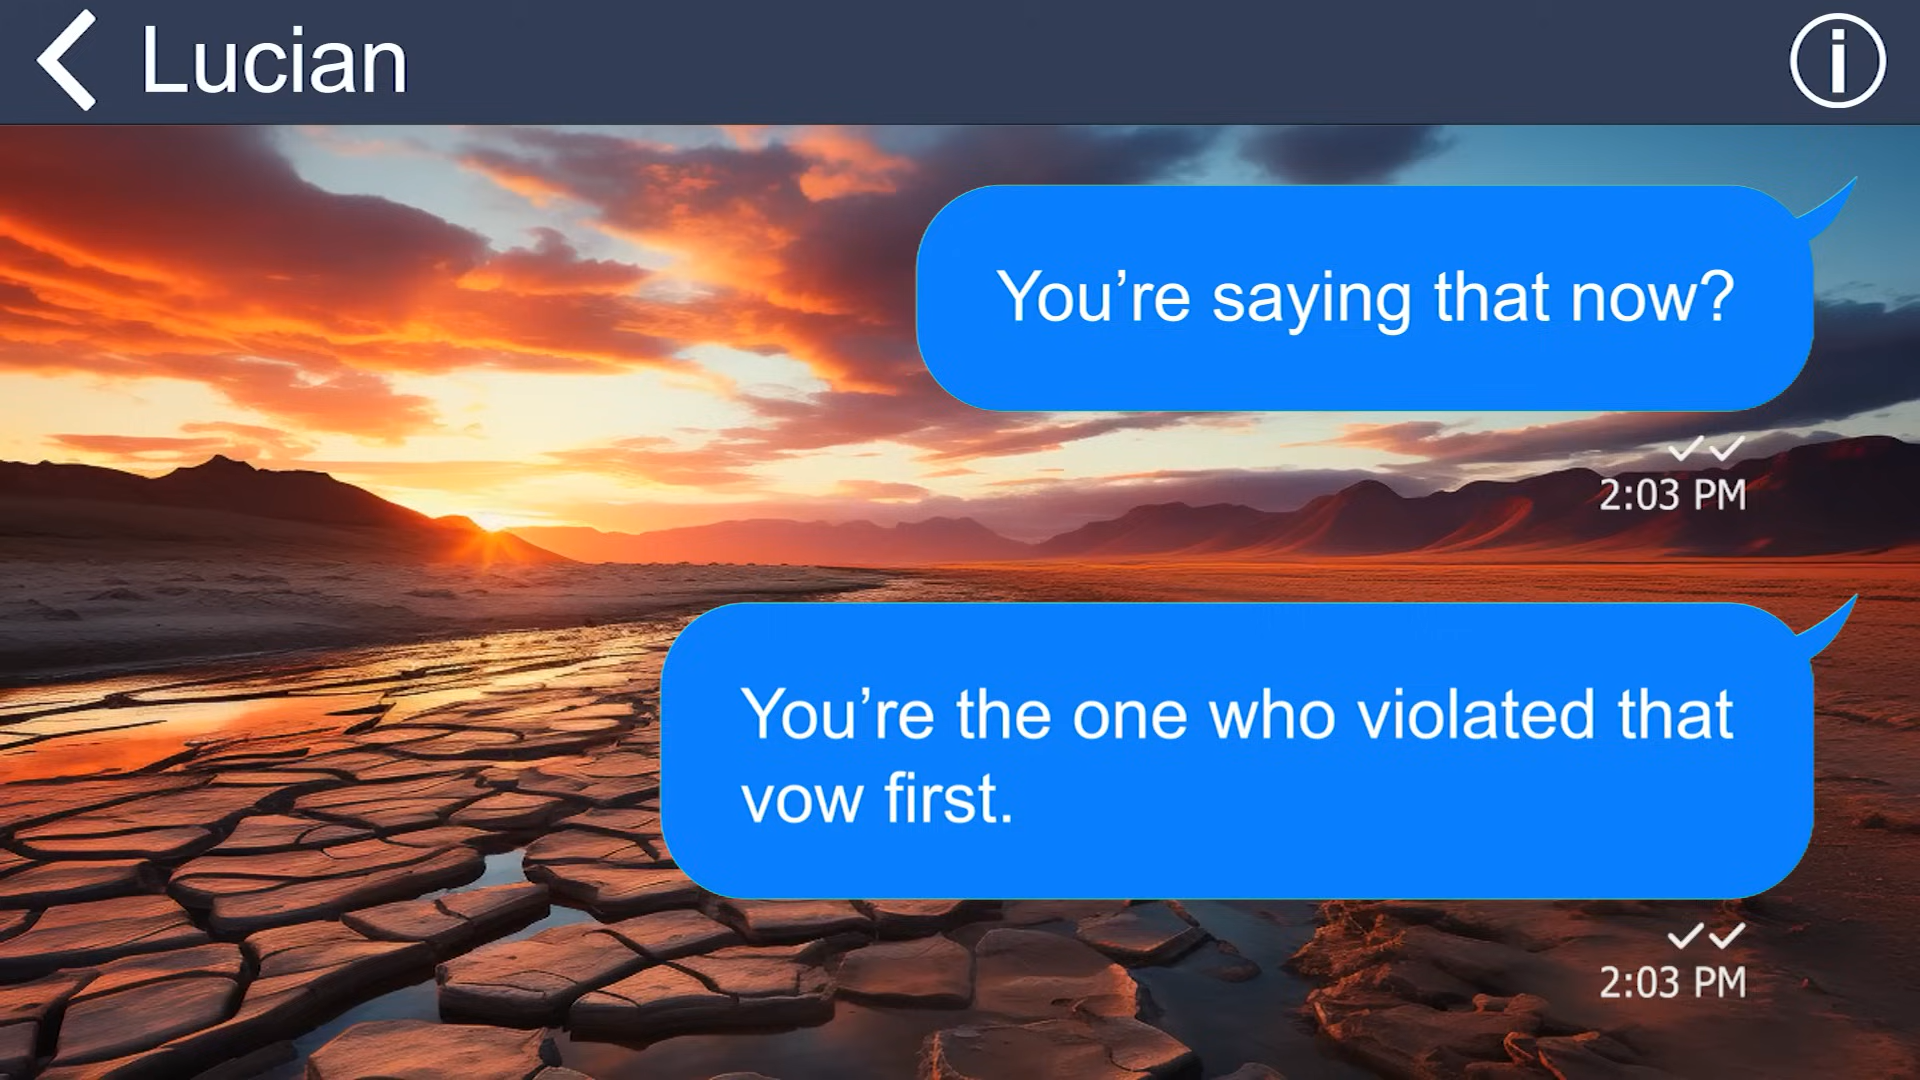 Lucian
You’re saying that now?
2:03 PM
You’re the one who violated that
vow first.
2:03 PM